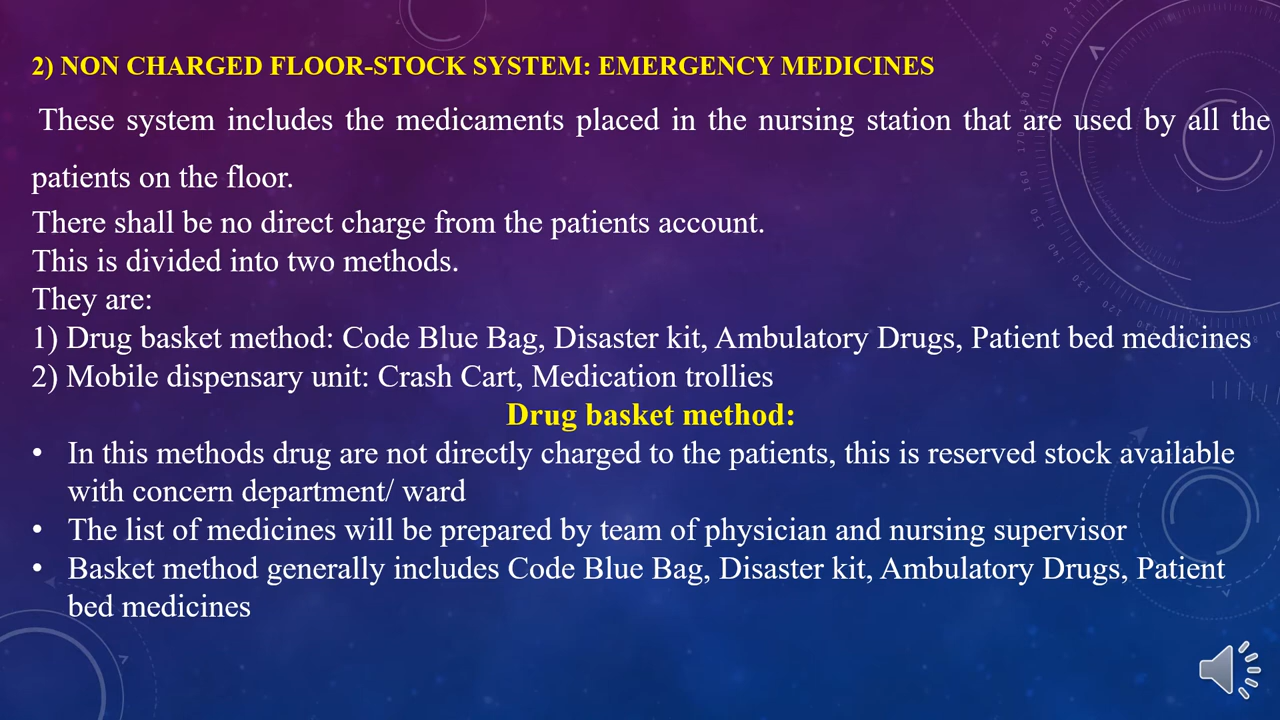 2) NON CHARGED FLOOR-STOCK SYSTEM: EMERGENCY MEDICINES
These system includes the medicaments placed in the nursing station that are used by all the
patients on the floor.
There shall be no direct charge from the patients account.
This is divided into two methods.
They are:
1) Drug basket method: Code Blue Bag, Disaster kit, Ambulatory Drugs, Patient bed medicines
2) Mobile dispensary unit: Crash Cart, Medication trollies
Drug basket method:
• In this methods drug are not directly charged to the patients, this is reserved stock available
with concern department/ ward
• The list of medicines will be prepared by team of physician and nursing supervisor
• Basket method generally includes Code Blue Bag, Disaster kit, Ambulatory Drugs, Patient
bed medicines